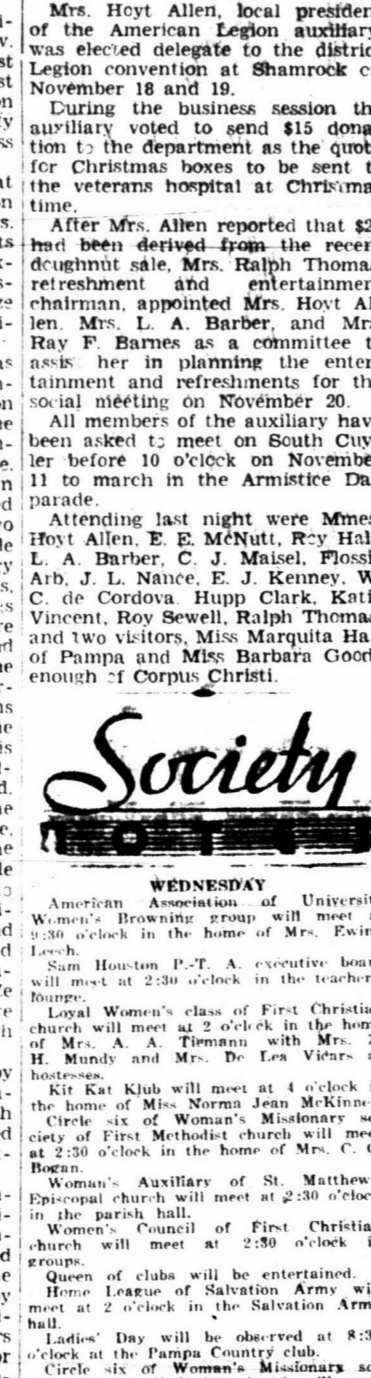 Mrs. Hoyt Allen, local presiden
of the American Legion auxiliary
was elected delegate to the distric
Legion convention at Shamrock o
November 18 and 19.
During the business session th
auxiliary voted to send $15 dona
tion to the department as the quot
for Christmas boxes to be sent t
the veterans hospital at Christma
time.
After Mrs. Allen reported that $2
had been derived from the recen
doughnut sale, Mrs. Ralph Thoma
refreshment and entertainmen
chairman, appointed Mrs. Hoyt Al
len, Mrs. L. A. Barber, and Mr
Ray F. Barnes as a committee t
assis her in planning the enter
tainment and refreshments for th
social meeting on November 20.
All members of the auxiliary hav
been asked to meet on South Cuy
ler before 10 o'clock on Novembe
11 to march in the Armistice Da
parade.
Attending last night were Mmes
Hoyt Allen, E. E. McNutt, Roy Hal
L. A. Barber, C. J. Maisel, Flossi
Arb, J. L. Nance, E. J. Kenney, W
C. de Cordova, Hupp Clark, Kati
Vincent, Roy Sewell, Ralph Thomas
and two visitors, Miss Marquita Ha
of Pampa and Miss Barbara Good
enough of Corpus Christi.
Society
NOTES
WEDNESDAY
American Association of Universit
Women's Browning group will meet a
9:30 o'clock in the home of Mrs. Ewin
Leech.
Sam Houston P.-T. A. executive boar
will meet at 2:30 o'clock in the teacher
lounge.
Loyal Women's class of First Christia
church will meet at 2 o'clock in the hom
of Mrs. A. A. Tiemann with Mrs.
H. Mundy and Mrs. De Lea Vicars a
hostesses.
Kit Kat Klub will meet at 4 o'clock i
the home of Miss Norma Jean McKinne
Circle six of Woman's Missionary so
ciety of First Methodist church will mee
at 2:30 o'clock in the home of Mrs. C. C
Bogan.
Woman's Auxiliary of St. Matthew
Episcopal church will meet at 2:30 o'cloc
in the parish hall.
Women's Council of First Christia
church will meet at 2:30 o'clock i
groups.
Queen of clubs will be entertained.
Home League of Salvation Army wi
meet at 2 o'clock in the Salvation Arm
hall.
Ladies' Day will be observed at 8:3
o'clock at the Pampa Country club.
Circle six of Woman's Missionary so